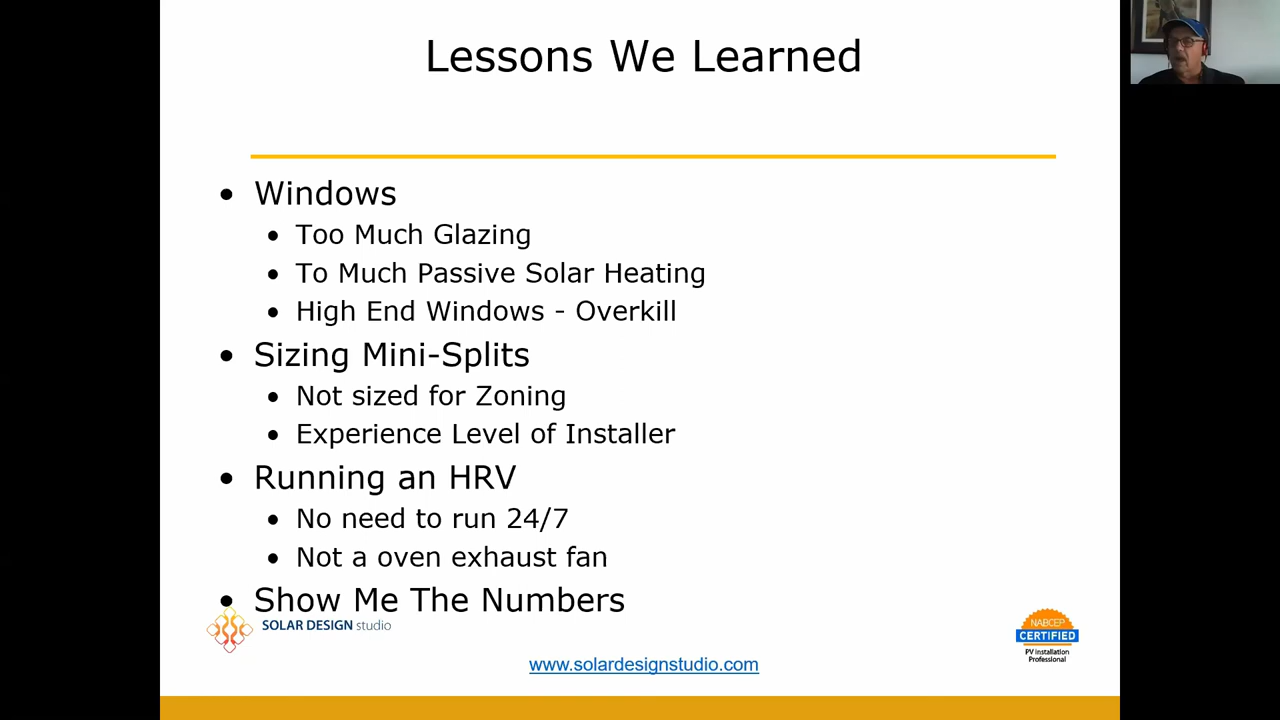 Lessons We Learned
• Windows
• Too Much Glazing
• To Much Passive Solar Heating
• High End Windows - Overkill
• Sizing Mini-Splits
• Not sized for Zoning
• Experience Level of Installer
• Running an HRV
• No need to run 24/7
• Not a oven exhaust fan
• Show Me The Numbers
SOLAR DESIGN studio
NABCEP
CERTIFIED
PV Installation
Professional
www.solardesignstudio.com